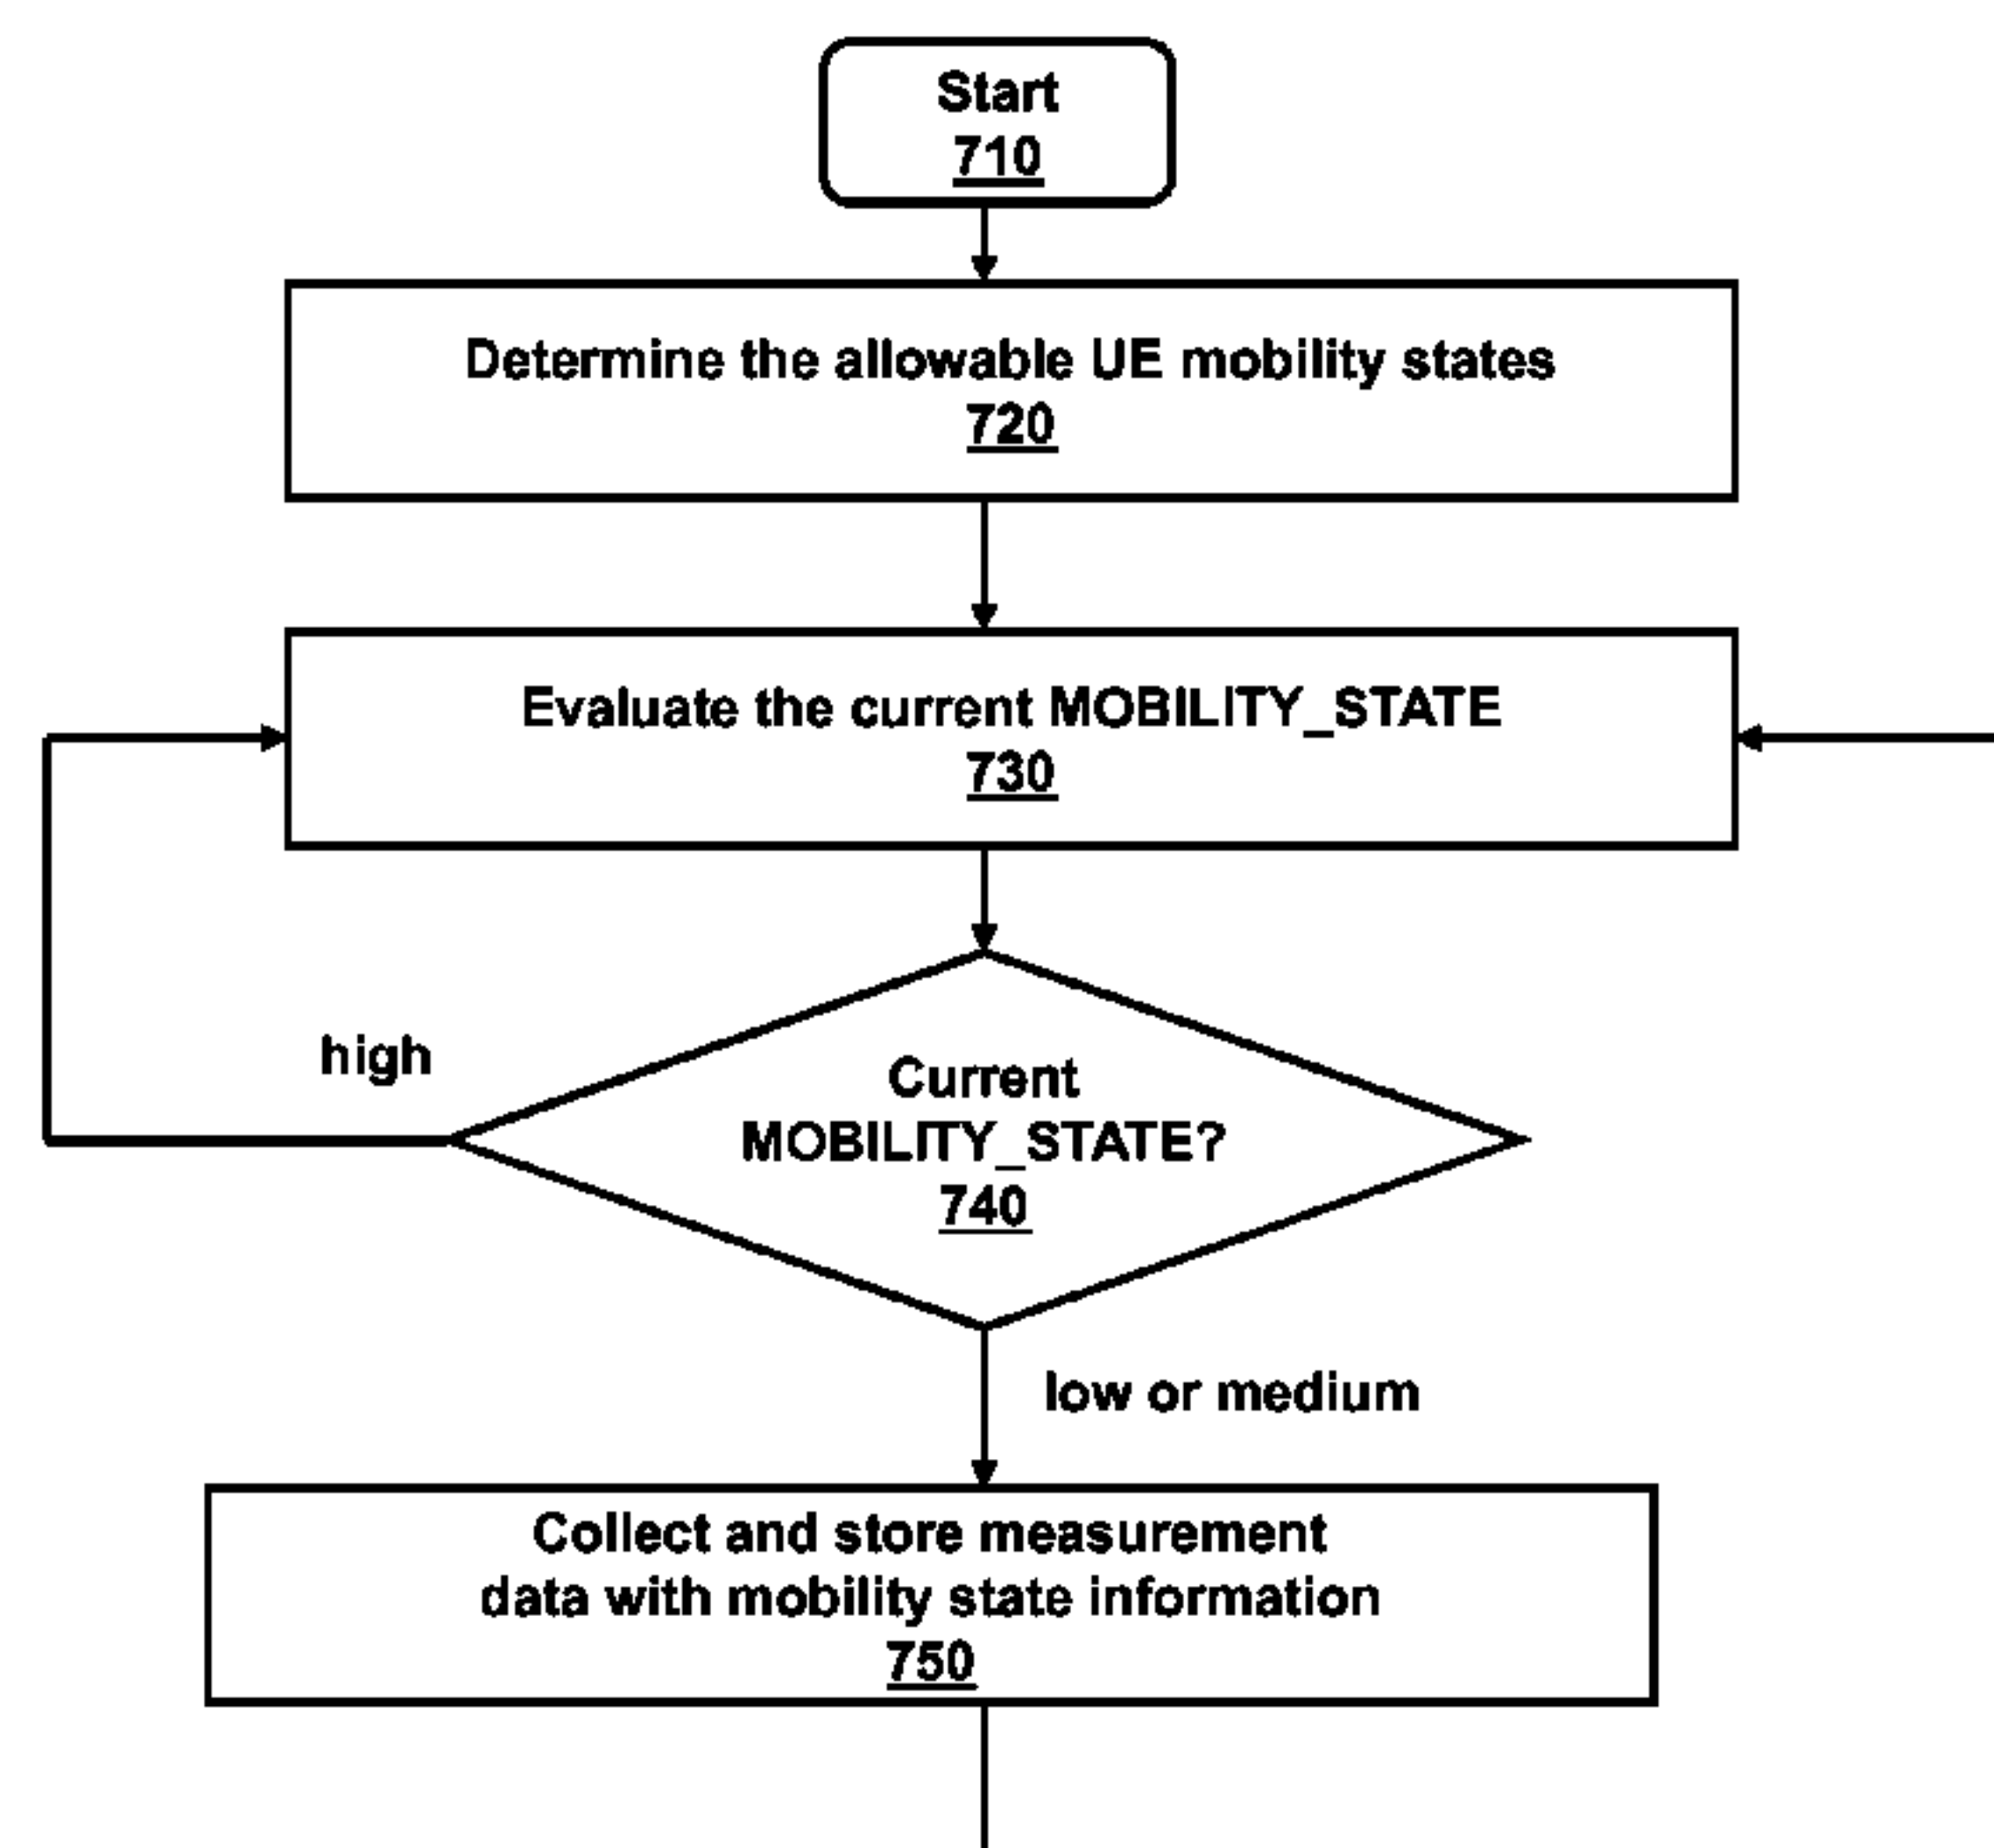 Start
710
Determine the allowable UE mobility states
720
Evaluate the current MOBILITY_STATE
730
high
Current
MOBILITY_STATE?
740
low or medium
Collect and store measurement
data with mobility state information
750